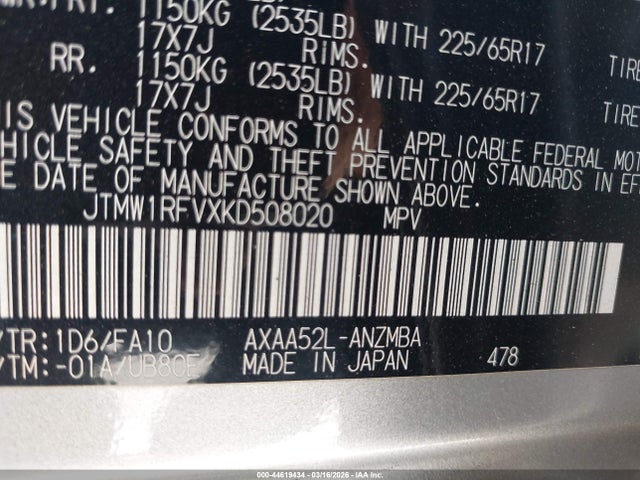 1150KG (2535LB) WITH 225/65R17
17X7J RIMS. TIRE
RR. 1150KG (2535LB) WITH 225/65R17
17X7J RIMS. TIRE
IS VEHICLE CONFORMS TO ALL APPLICABLE FEDERAL MOT
HICLE SAFETY AND THEFT PREVENTION STANDARDS IN EF
E DATE OF MANUFACTURE SHOWN ABOVE.
JTMW1RFVXKD508020 MPV
/TR:1D6/FA10 AXAA52L-ANZMBA
/TM:-01A/UB80E MADE IN JAPAN 478
000-44619434 | 03/16/2026 | IAA Inc.